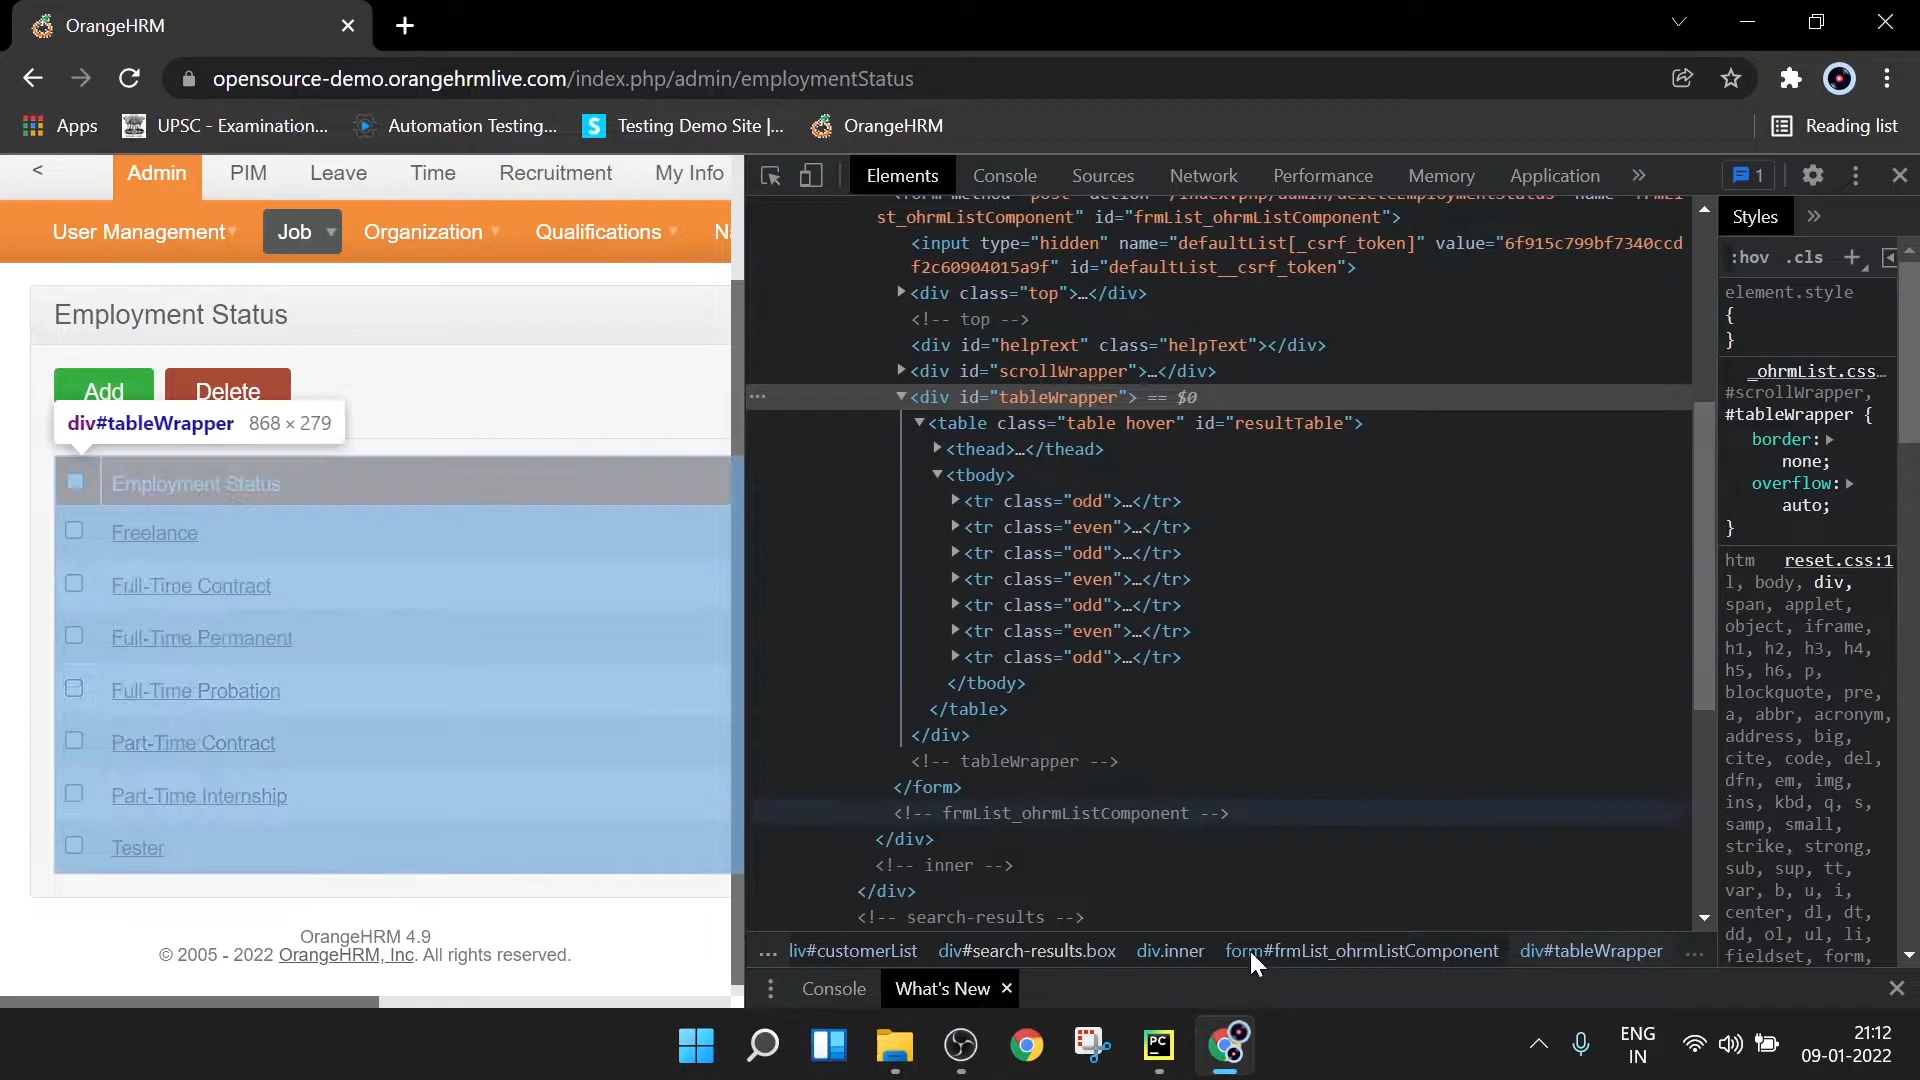 OrangeHRM
opensource-demo.orangehrmlive.com/index.php/admin/employmentStatus
Apps UPSC - Examination... Automation Testing... Testing Demo Site |... OrangeHRM Reading list
< Admin PIM Leave Time Recruitment My Info
User Management Job Organization Qualifications
Employment Status
Add Delete
div#tableWrapper 868 × 279
Employment Status
Freelance
Full-Time Contract
Full-Time Permanent
Full-Time Probation
Part-Time Contract
Part-Time Internship
Tester
OrangeHRM 4.9
© 2005 - 2022 OrangeHRM, Inc. All rights reserved.
Elements Console Sources Network Performance Memory Application » 1
st_ohrmListComponent" id="frmList_ohrmListComponent">
<input type="hidden" name="defaultList[_csrf_token]" value="6f915c799bf7340ccd
f2c60904015a9f" id="defaultList__csrf_token">
<div class="top">…</div>
<!-- top -->
<div id="helpText" class="helpText"></div>
<div id="scrollWrapper">…</div>
<div id="tableWrapper"> == $0
<table class="table hover" id="resultTable">
<thead>…</thead>
<tbody>
<tr class="odd">…</tr>
<tr class="even">…</tr>
<tr class="odd">…</tr>
<tr class="even">…</tr>
<tr class="odd">…</tr>
<tr class="even">…</tr>
<tr class="odd">…</tr>
</tbody>
</table>
</div>
<!-- tableWrapper -->
</form>
<!-- frmList_ohrmListComponent -->
</div>
<!-- inner -->
</div>
<!-- search-results -->
... liv#customerList div#search-results.box div.inner form#frmList_ohrmListComponent div#tableWrapper ...
Console What's New
Styles »
:hov .cls +
element.style
{
}
_ohrmList.css…
#scrollWrapper,
#tableWrapper {
border:
none;
overflow:
auto;
}
htm reset.css:1
l, body, div,
span, applet,
object, iframe,
h1, h2, h3, h4,
h5, h6, p,
blockquote, pre,
a, abbr, acronym,
address, big,
cite, code, del,
dfn, em, img,
ins, kbd, q, s,
samp, small,
strike, strong,
sub, sup, tt,
var, b, u, i,
center, dl, dt,
dd, ol, ul, li,
fieldset, form,
PC
ENG
IN
21:12
09-01-2022